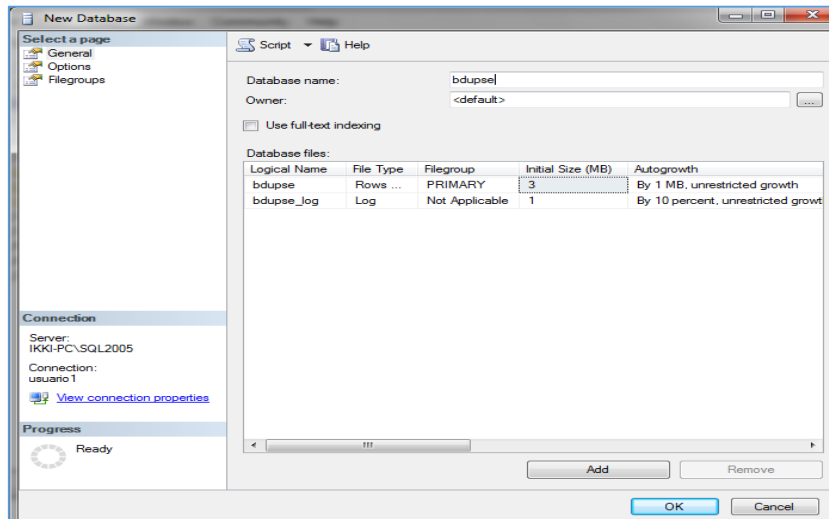 New Database
Select a page
General
Options
Filegroups
Script Help
Database name: bdupse
Owner: <default>
...
Use full-text indexing
Database files:
Logical Name File Type Filegroup Initial Size (MB) Autogrowth
bdupse Rows ... PRIMARY 3 By 1 MB, unrestricted growth
bdupse_log Log Not Applicable 1 By 10 percent, unrestricted growt
Connection
Server:
IKKI-PC\SQL2005
Connection:
usuario1
View connection properties
Progress
Ready
Add Remove
OK Cancel